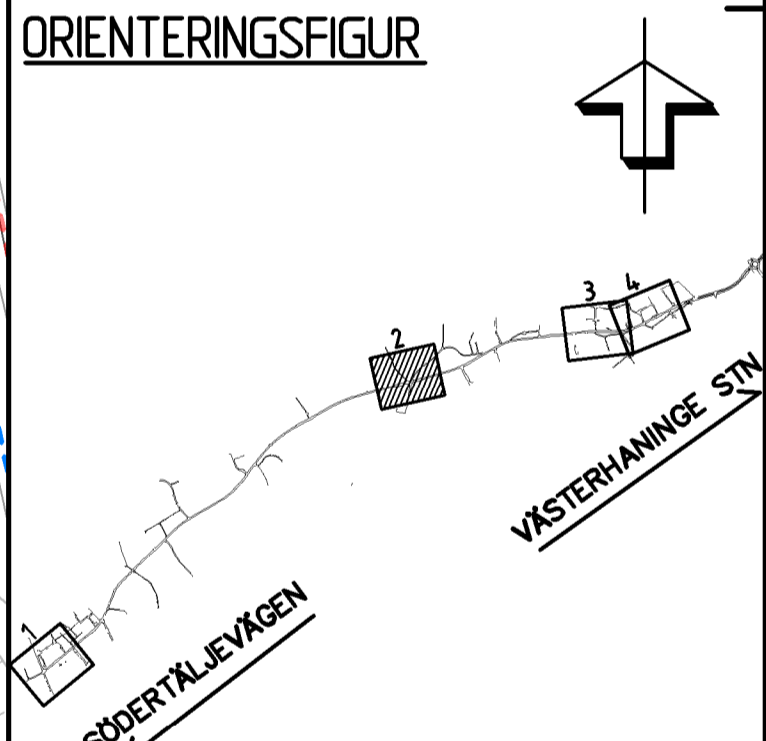 ORIENTERINGSFIGUR
3 4
2
VÄSTERHANINGE STN
1
SÖDERTÄLJEVÄGEN